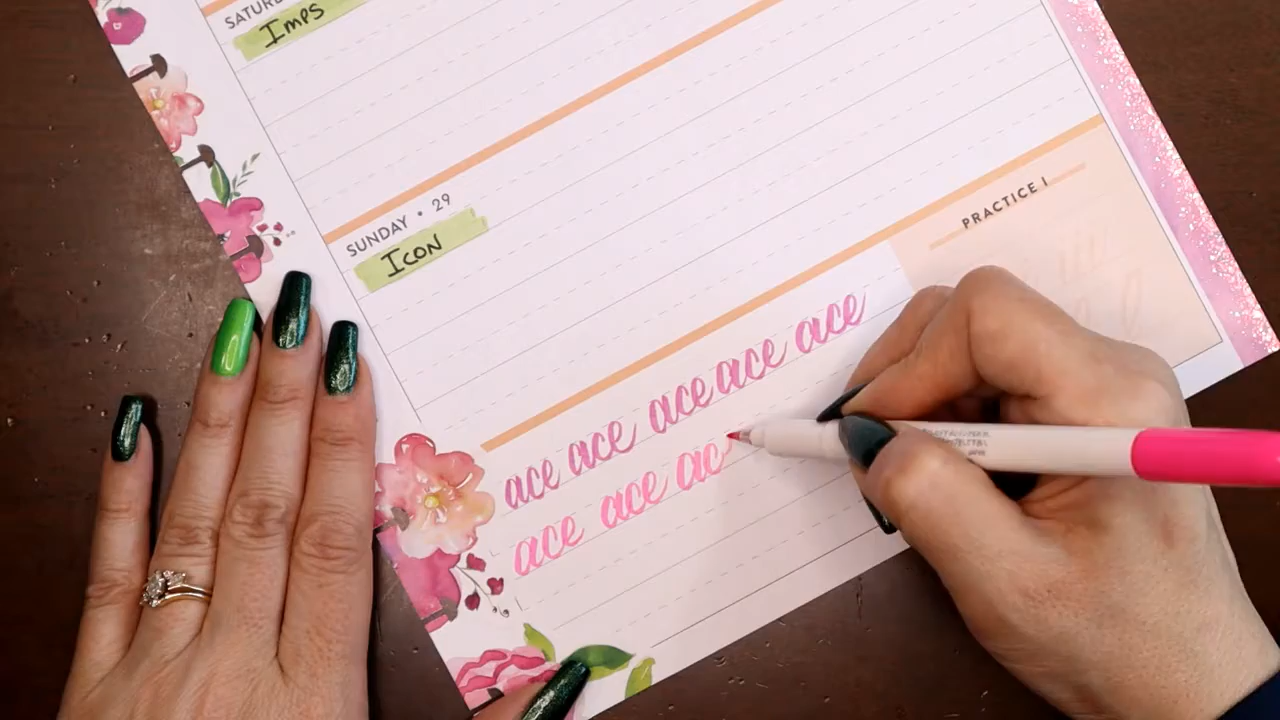 SATUR
Imps
SUNDAY • 29
ICON
PRACTICE I
ace ace ace ace ace
ace ace ac